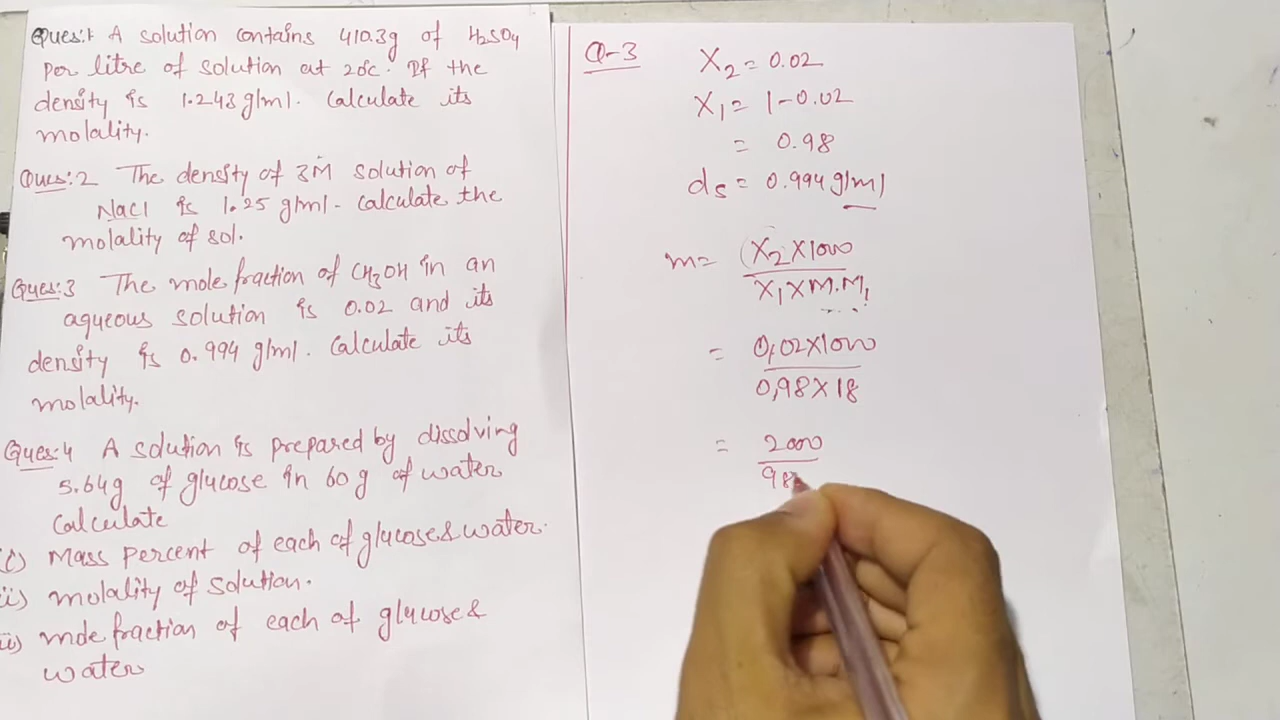 Ques:1 A solution contains 410.3g of H2SO4
Per litre of solution at 20c. If the
density is 1.243 g/ml. Calculate its
molality.
Ques:2 The density of 3M solution of
NaCl is 1.25 g/ml. calculate the
molality of sol.
Ques:3 The mole fraction of CH3OH in an
aqueous solution is 0.02 and its
density is 0.994 g/ml. Calculate its
molality.
Ques:4 A solution is prepared by dissolving
5.64g of glucose in 60 g of water
Calculate
i) Mass percent of each of glucose & water.
ii) molality of solution.
mole fraction of each of glucose &
water
Q-3
X2 = 0.02
X1 = 1-0.02
= 0.98
ds = 0.994 g/ml
m = X2 X 1000
X1 X M.M1
= 0.02 X 1000
0.98 X 18
= 2000
98